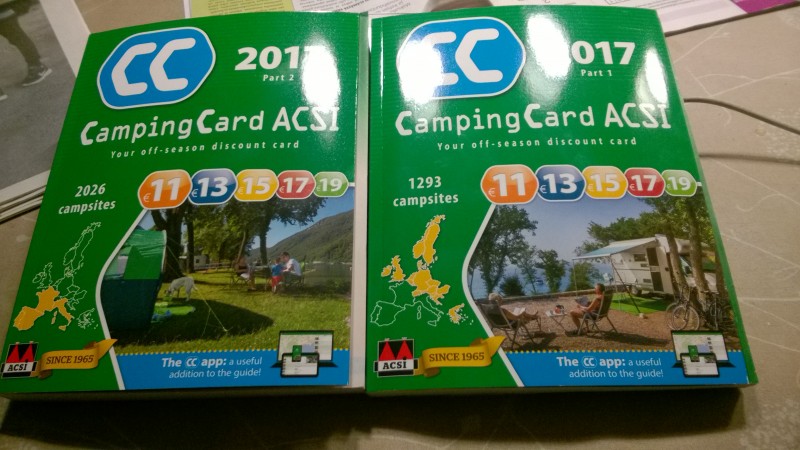 CC
2017
Part 2
CampingCard ACSI
Your off-season discount card
2026
campsites
€11 €13 €15 €17 €19
ACSI
SINCE 1965
The CC app: a useful
addition to the guide!
CC
2017
Part 1
CampingCard ACSI
Your off-season discount card
1293
campsites
€11 €13 €15 €17 €19
ACSI
SINCE 1965
The CC app: a useful
addition to the guide!